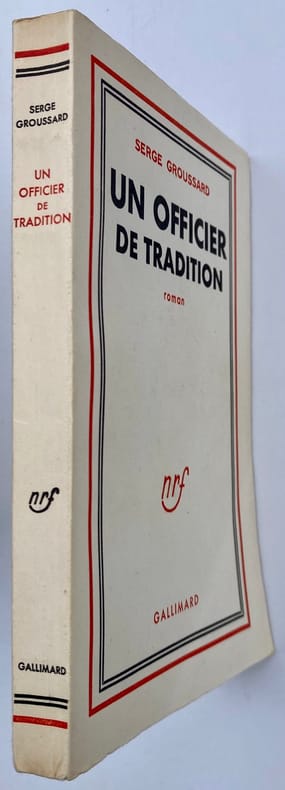 SERGE
GROUSSARD
UN
OFFICIER
DE
TRADITION
nrf
GALLIMARD
SERGE GROUSSARD
UN OFFICIER
DE TRADITION
roman
nrf
GALLIMARD